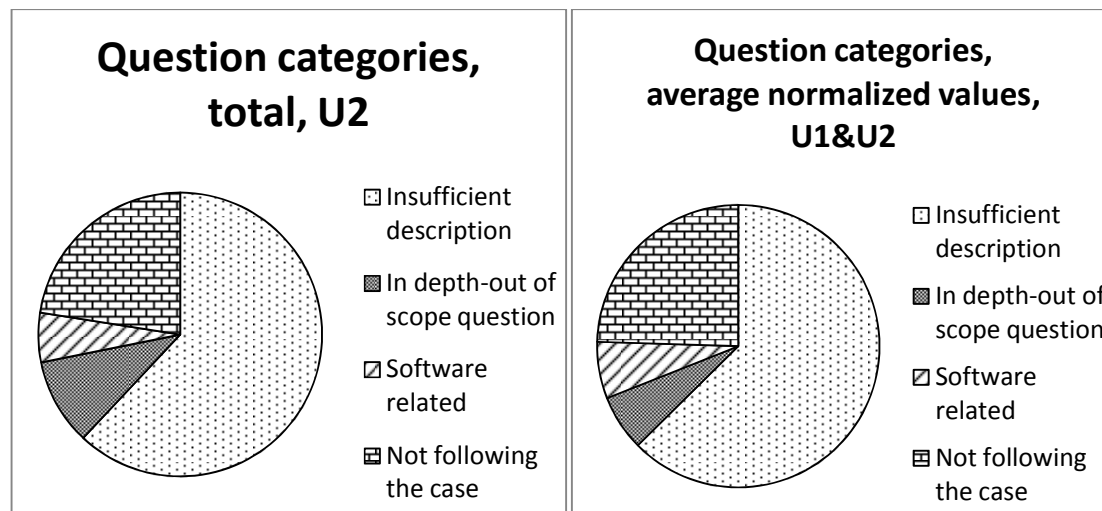 Question categories,
total, U2
Insufficient
description
In depth-out of
scope question
Software
related
Not following
the case
Question categories,
average normalized values,
U1&U2
Insufficient
description
In depth-out of
scope question
Software
related
Not following
the case